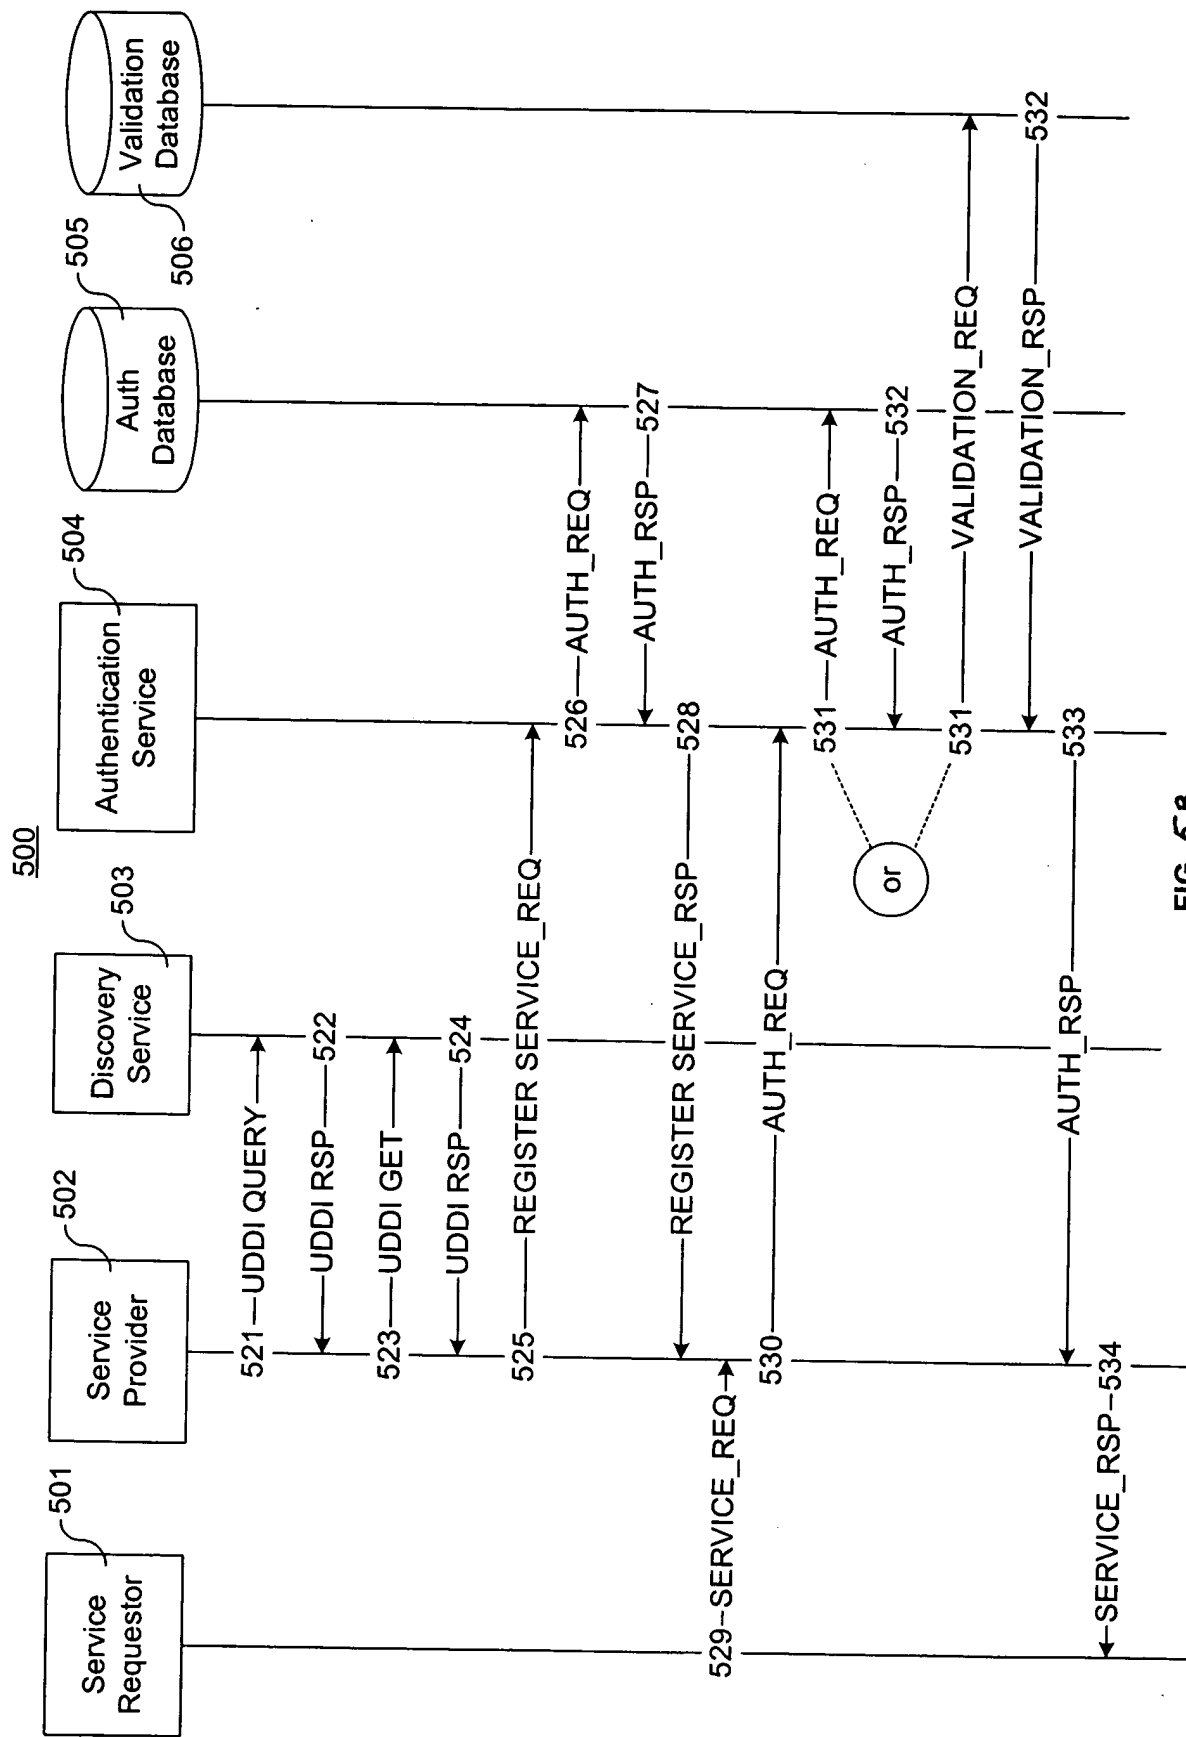 500
Service
Requestor
501
Service
Provider
502
Discovery
Service
503
Authentication
Service
504
Auth
Database
505
Validation
Database
506
521 UDDI QUERY
UDDI RSP 522
523 UDDI GET
UDDI RSP 524
525 REGISTER SERVICE_REQ
526 AUTH_REQ
AUTH_RSP 527
REGISTER SERVICE_RSP 528
529 SERVICE_REQ
530 AUTH_REQ
or
531 AUTH_REQ
AUTH_RSP 532
531 VALIDATION_REQ
VALIDATION_RSP 532
AUTH_RSP 533
SERVICE_RSP 534